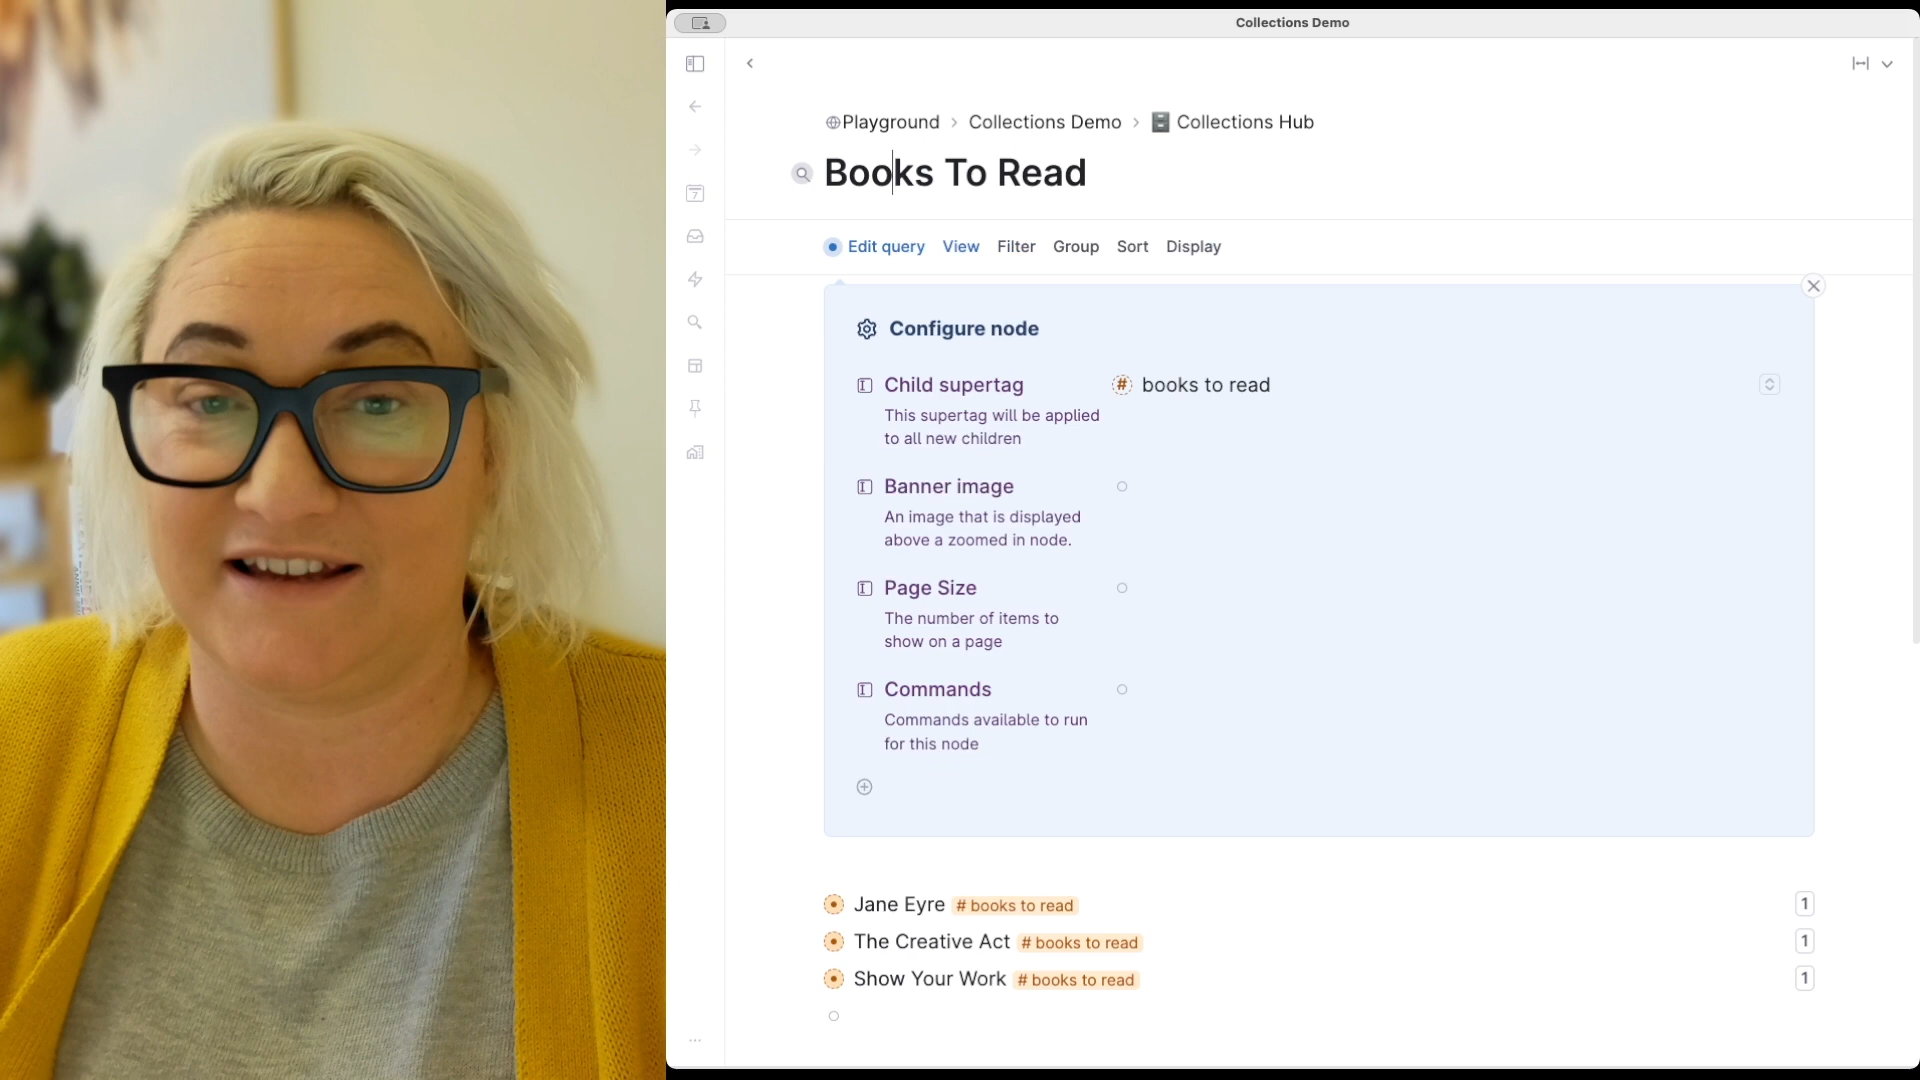 Collections Demo
Playground > Collections Demo > Collections Hub
Books To Read
Edit query View Filter Group Sort Display
Configure node
Child supertag # books to read
This supertag will be applied
to all new children
Banner image
An image that is displayed
above a zoomed in node.
Page Size
The number of items to
show on a page
Commands
Commands available to run
for this node
Jane Eyre # books to read 1
The Creative Act # books to read 1
Show Your Work # books to read 1
7